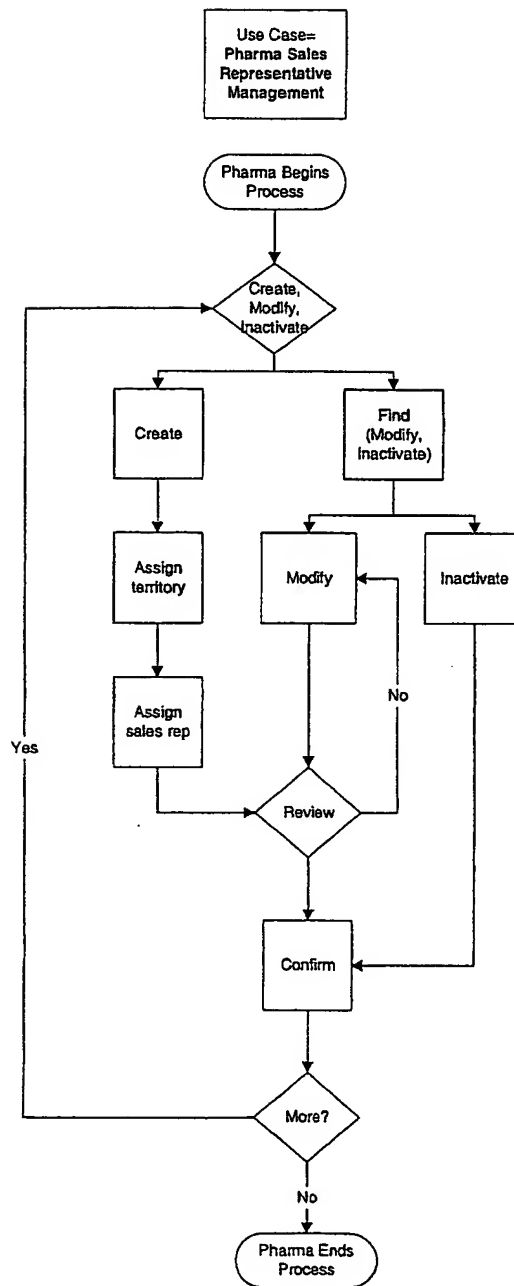 Use Case=
Pharma Sales
Representative
Management
Pharma Begins
Process
Create,
Modify,
Inactivate
Create
Find
(Modify,
Inactivate)
Assign
territory
Modify
Inactivate
Assign
sales rep
No
Yes
Review
Confirm
More?
No
Pharma Ends
Process